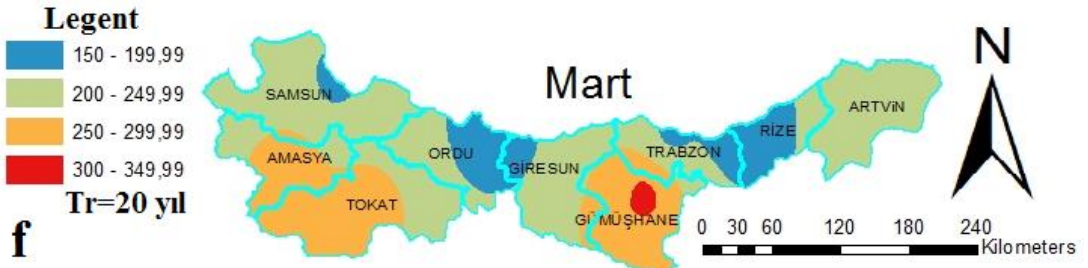 Legent
150 - 199,99
200 - 249,99
250 - 299,99
300 - 349,99
Tr=20 yıl
f
Mart
N
SAMSUN
AMASYA
TOKAT
ORDU
GİRESUN
GÜMÜŞHANE
TRABZON
RİZE
ARTVİN
0 30 60 120 180 240
Kilometers